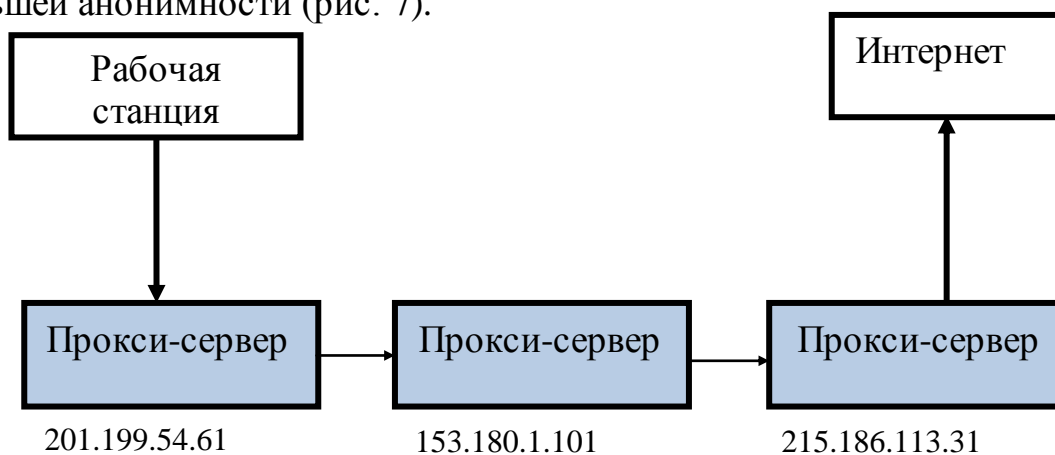 анонимности (рис. 7).
Рабочая
станция
Интернет
Прокси-сервер
Прокси-сервер
Прокси-сервер
201.199.54.61
153.180.1.101
215.186.113.31